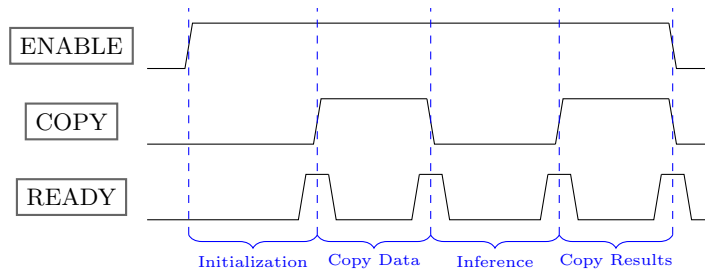 ENABLE
COPY
READY
Initialization
Copy Data
Inference
Copy Results